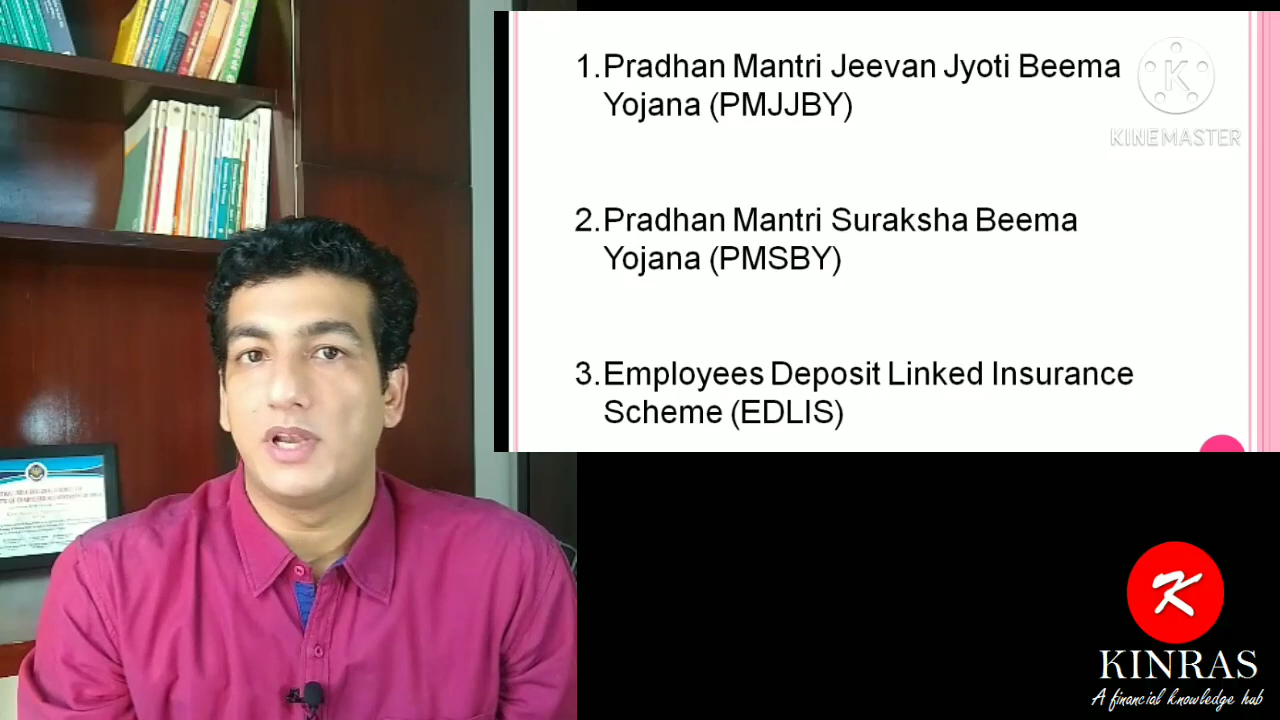 1.Pradhan Mantri Jeevan Jyoti Beema
Yojana (PMJJBY)
2.Pradhan Mantri Suraksha Beema
Yojana (PMSBY)
3.Employees Deposit Linked Insurance
Scheme (EDLIS)
K
KINEMASTER
K
KINRAS
A financial knowledge hub